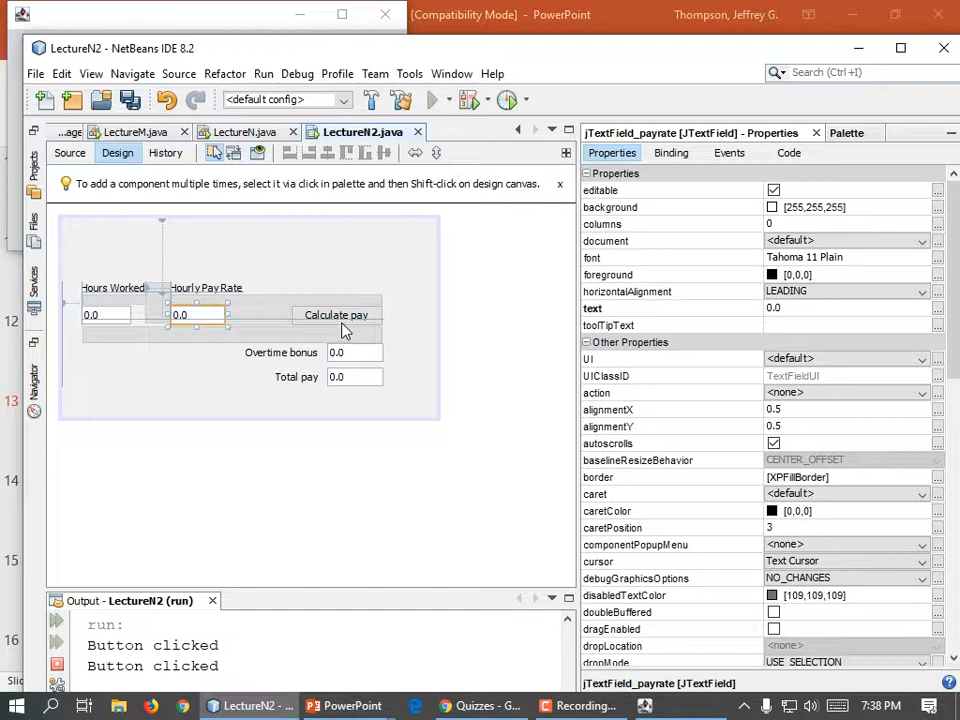 [Compatibility Mode] - PowerPoint
Thompson, Jeffrey G.
LectureN2 - NetBeans IDE 8.2
File Edit View Navigate Source Refactor Run Debug Profile Team Tools Window Help
Search (Ctrl +I)
<default config>
...age LectureM.java LectureN.java LectureN2.java
jTextField_payrate [JTextField] - Properties Palette
Source Design History
Properties Binding Events Code
To add a component multiple times, select it via click in palette and then Shift-click on design canvas. x
Projects
Files
Services
Navigator
12
13
14
15
16
Slid
Hours Worked Hourly Pay Rate
0.0 0.0 Calculate pay
Overtime bonus 0.0
Total pay 0.0
Properties
editable
background [255,255,255]
columns 0
document <default>
font Tahoma 11 Plain
foreground [0,0,0]
horizontalAlignment LEADING
text 0.0
toolTipText
Other Properties
UI <default>
UIClassID TextFieldUI
action <none>
alignmentX 0.5
alignmentY 0.5
autoscrolls
baselineResizeBehavior CENTER_OFFSET
border [XPFillBorder]
caret <default>
caretColor [0,0,0]
caretPosition 3
componentPopupMenu <none>
cursor Text Cursor
debugGraphicsOptions NO_CHANGES
disabledTextColor [109,109,109]
doubleBuffered
dragEnabled
dropLocation <none>
dropMode USE_SELECTION
jTextField_payrate [JTextField]
Output - LectureN2 (run)
run:
Button clicked
Button clicked
LectureN2 - ... PowerPoint Quizzes - G... Recording... 7:38 PM